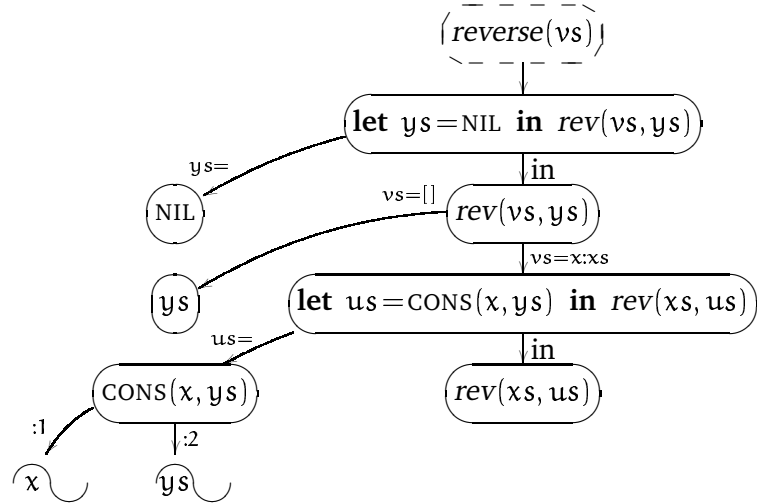 reverse(vs)
let ys=NIL in rev(vs,ys)
ys=
in
NIL
vs=[]
rev(vs,ys)
vs=x:xs
ys
let us=CONS(x,ys) in rev(xs,us)
us=
in
CONS(x,ys)
rev(xs,us)
:1
:2
x
ys